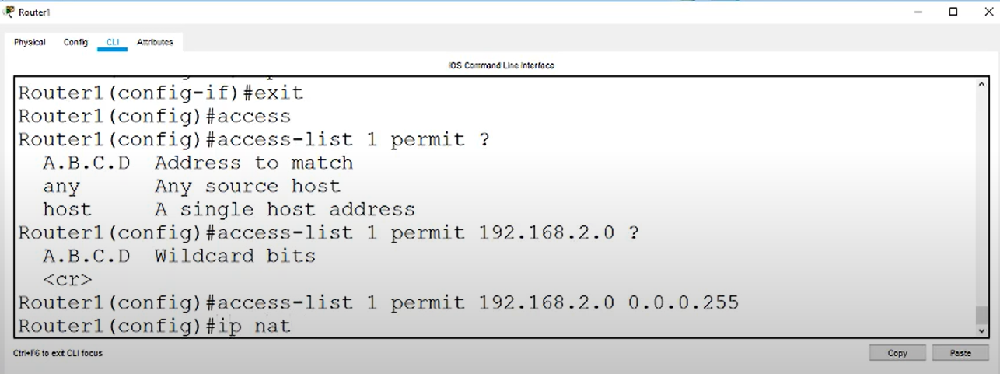 Router1
Physical Config CLI Attributes
IOS Command Line Interface
Router1(config-if)#exit
Router1(config)#access
Router1(config)#access-list 1 permit ?
  A.B.C.D  Address to match
  any      Any source host
  host     A single host address
Router1(config)#access-list 1 permit 192.168.2.0 ?
  A.B.C.D  Wildcard bits
  <cr>
Router1(config)#access-list 1 permit 192.168.2.0 0.0.0.255
Router1(config)#ip nat
Ctrl+F6 to exit CLI focus
Copy Paste